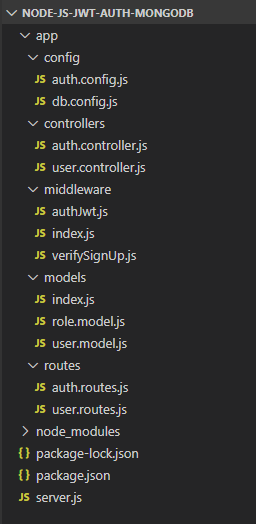 NODE-JS-JWT-AUTH-MONGODB
app
config
JS auth.config.js
JS db.config.js
controllers
JS auth.controller.js
JS user.controller.js
middleware
JS authJwt.js
JS index.js
JS verifySignUp.js
models
JS index.js
JS role.model.js
JS user.model.js
routes
JS auth.routes.js
JS user.routes.js
node_modules
{ } package-lock.json
{ } package.json
JS server.js